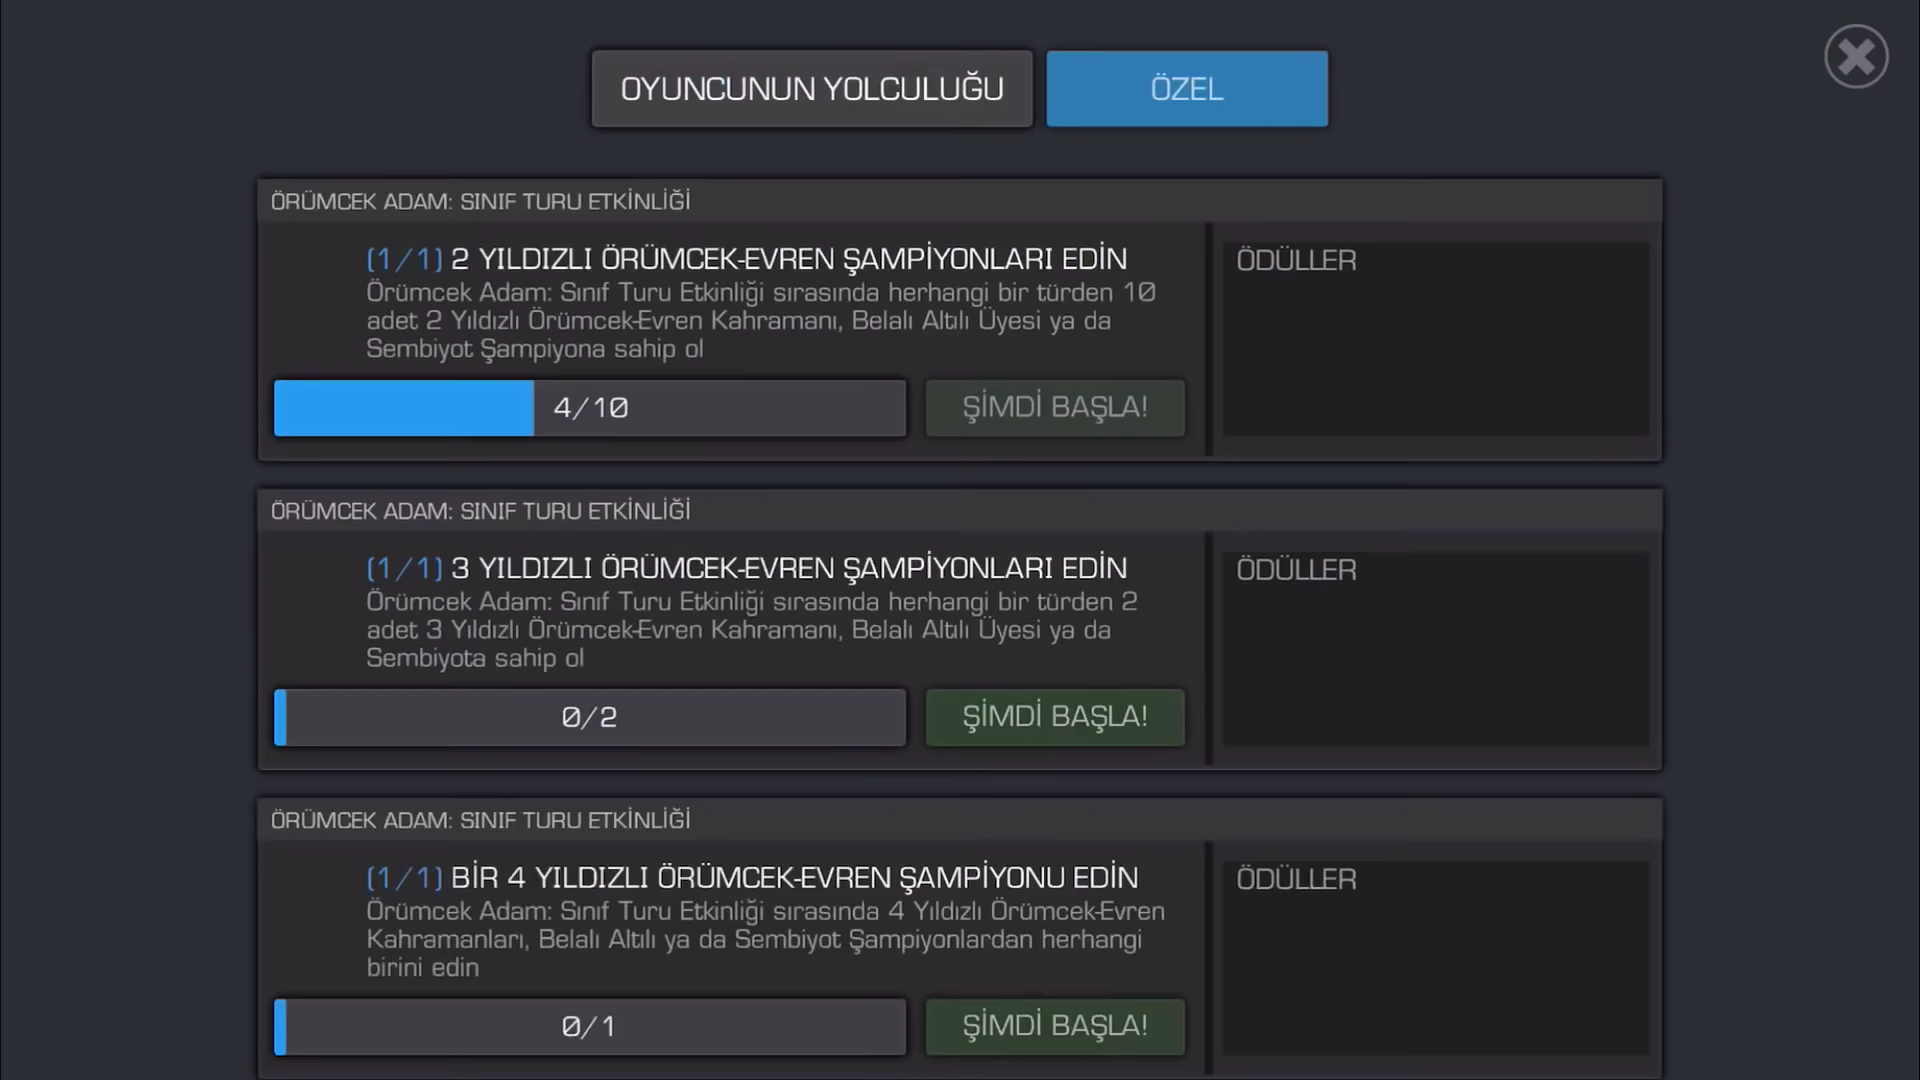 OYUNCUNUN YOLCULUĞU
ÖZEL
ÖRÜMCEK ADAM: SINIF TURU ETKİNLİĞİ
(1/1) 2 YILDIZLI ÖRÜMCEK-EVREN ŞAMPİYONLARI EDİN
Örümcek Adam: Sınıf Turu Etkinliği sırasında herhangi bir türden 10
adet 2 Yıldızlı Örümcek-Evren Kahramanı, Belalı Altılı Üyesi ya da
Sembiyot Şampiyona sahip ol
4/10
ŞİMDİ BAŞLA!
ÖDÜLLER
ÖRÜMCEK ADAM: SINIF TURU ETKİNLİĞİ
(1/1) 3 YILDIZLI ÖRÜMCEK-EVREN ŞAMPİYONLARI EDİN
Örümcek Adam: Sınıf Turu Etkinliği sırasında herhangi bir türden 2
adet 3 Yıldızlı Örümcek-Evren Kahramanı, Belalı Altılı Üyesi ya da
Sembiyota sahip ol
0/2
ŞİMDİ BAŞLA!
ÖDÜLLER
ÖRÜMCEK ADAM: SINIF TURU ETKİNLİĞİ
(1/1) BİR 4 YILDIZLI ÖRÜMCEK-EVREN ŞAMPİYONU EDİN
Örümcek Adam: Sınıf Turu Etkinliği sırasında 4 Yıldızlı Örümcek-Evren
Kahramanları, Belalı Altılı ya da Sembiyot Şampiyonlardan herhangi
birini edin
0/1
ŞİMDİ BAŞLA!
ÖDÜLLER